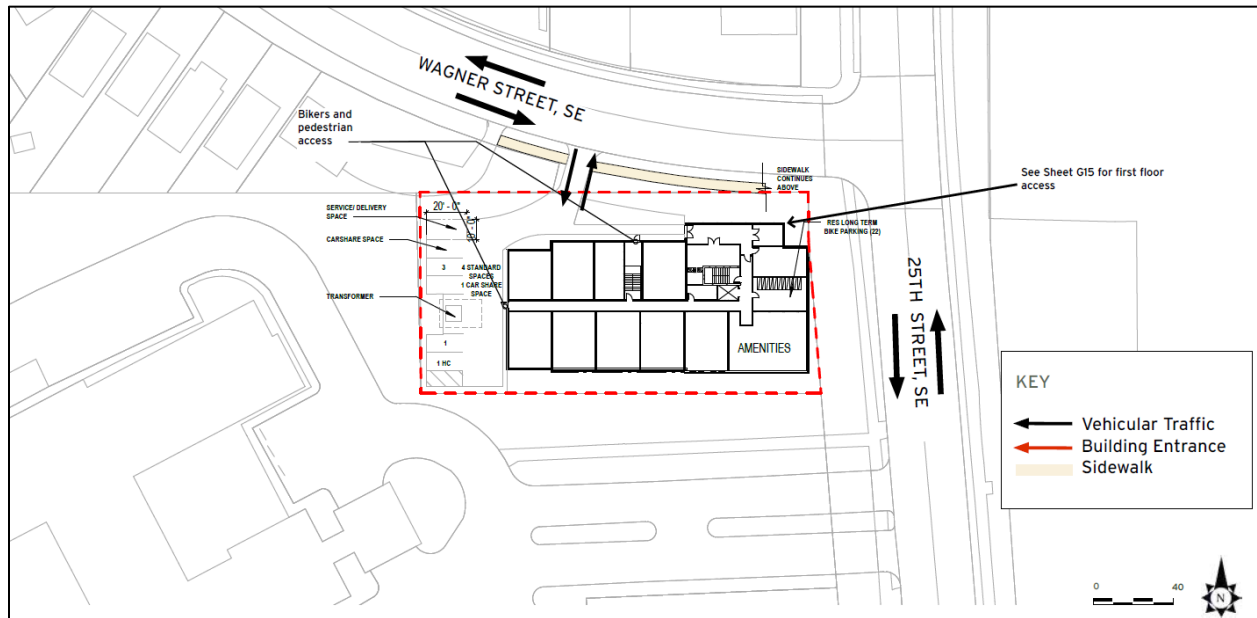 WAGNER STREET, SE
Bikers and
pedestrian
access
SIDEWALK
CONTINUES
ABOVE
See Sheet G15 for first floor
access
SERVICE/ DELIVERY
SPACE
20' - 0"
RES LONG TERM
BIKE PARKING (22)
CARSHARE SPACE
3
4 STANDARD
SPACES
1 CAR SHARE
SPACE
TRANSFORMER
1
1 HC
AMENITIES
25TH STREET, SE
KEY
Vehicular Traffic
Building Entrance
Sidewalk
0 40
N